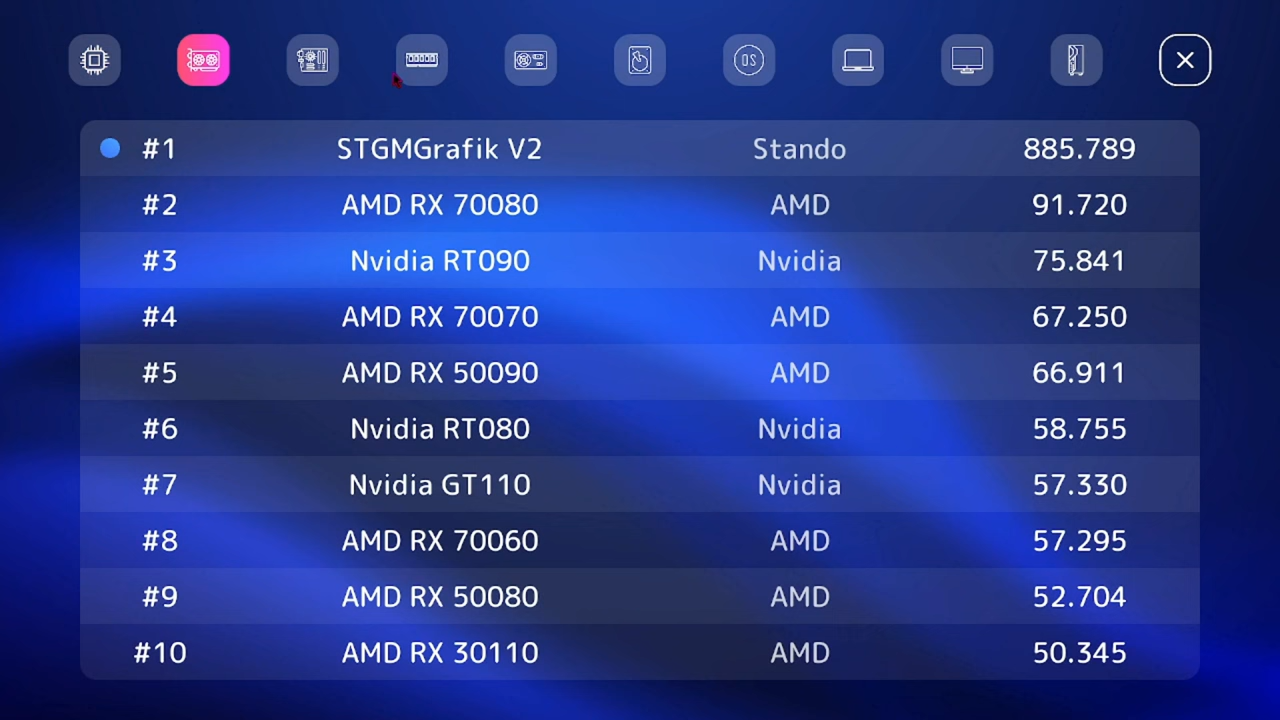 OS
#1 STGMGrafik V2 Stando 885.789
#2 AMD RX 70080 AMD 91.720
#3 Nvidia RT090 Nvidia 75.841
#4 AMD RX 70070 AMD 67.250
#5 AMD RX 50090 AMD 66.911
#6 Nvidia RT080 Nvidia 58.755
#7 Nvidia GT110 Nvidia 57.330
#8 AMD RX 70060 AMD 57.295
#9 AMD RX 50080 AMD 52.704
#10 AMD RX 30110 AMD 50.345